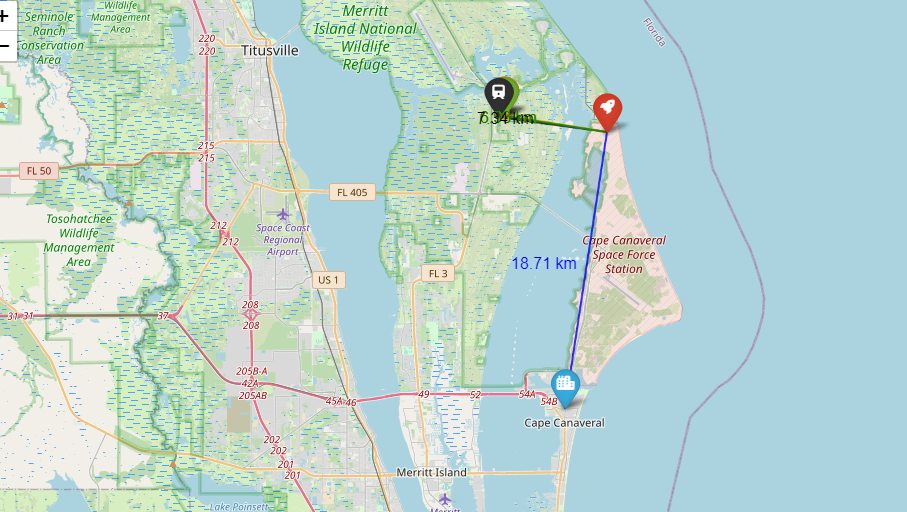 +
−
Seminole
Ranch
Conservation
Area
Wildlife
Management
Area
Merritt
Island National
Wildlife
Refuge
Florida
220
220
Titusville
7.34 km
215
215
FL 50
FL 405
Tosohatchee
Wildlife
Management
Area
212
212
Space Coast
Regional
Airport
Cape Canaveral
Space Force
Station
18.71 km
US 1
FL 3
31 31
37
208
208
205B-A
42A
205AB
45A
46
49
52
54A
54B
Cape Canaveral
202
202
201
201
Merritt Island
Lake Poinsett
Merritt